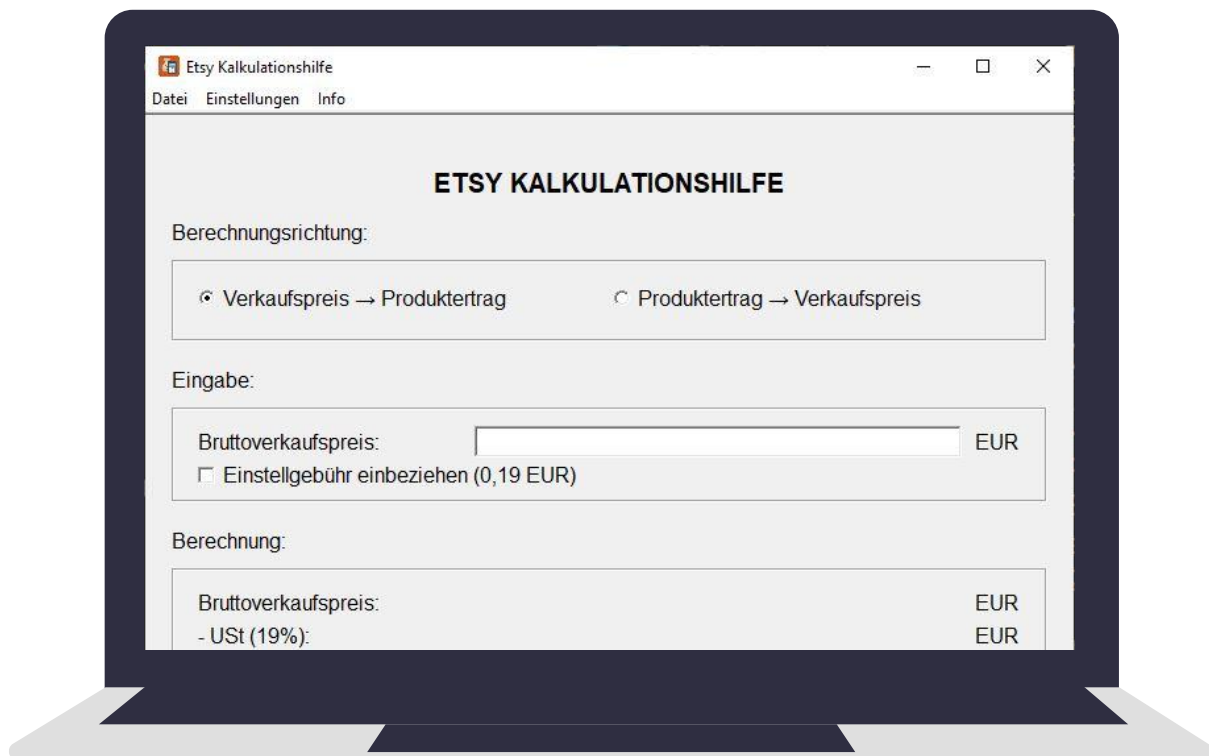 Etsy Kalkulationshilfe
Datei Einstellungen Info
ETSY KALKULATIONSHILFE
Berechnungsrichtung:
Verkaufspreis → Produktertrag Produktertrag → Verkaufspreis
Eingabe:
Bruttoverkaufspreis: EUR
Einstellgebühr einbeziehen (0,19 EUR)
Berechnung:
Bruttoverkaufspreis: EUR
- USt (19%): EUR